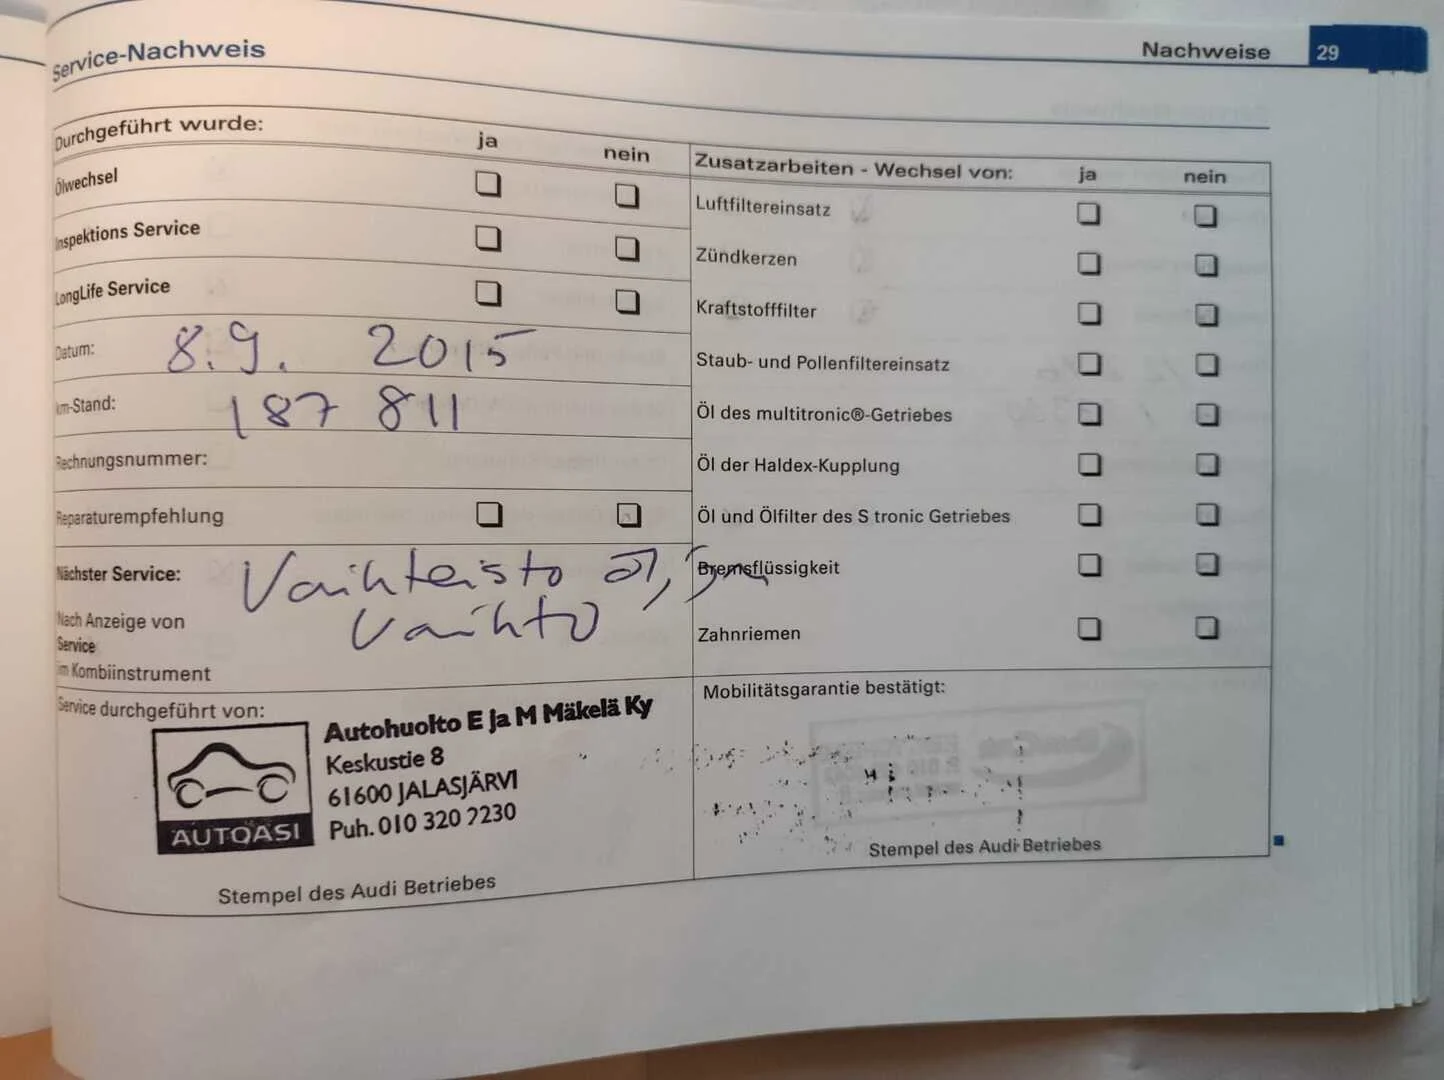 Service-Nachweis
Nachweise 29
Durchgeführt wurde: ja nein
Ölwechsel
Inspektions Service
LongLife Service
Datum: 8.9. 2015
km-Stand: 187 811
Rechnungsnummer:
Reparaturempfehlung
Nächster Service: Vaihteisto öljyn
Vaihto
Nach Anzeige von
Service
im Kombiinstrument
Zusatzarbeiten - Wechsel von: ja nein
Luftfiltereinsatz
Zündkerzen
Kraftstofffilter
Staub- und Pollenfiltereinsatz
Öl des multitronic®-Getriebes
Öl der Haldex-Kupplung
Öl und Ölfilter des S tronic Getriebes
Bremsflüssigkeit
Zahnriemen
Service durchgeführt von:
AUTOASI
Autohuolto E ja M Mäkelä Ky
Keskustie 8
61600 JALASJÄRVI
Puh. 010 320 2230
Stempel des Audi Betriebes
Mobilitätsgarantie bestätigt:
Stempel des Audi Betriebes